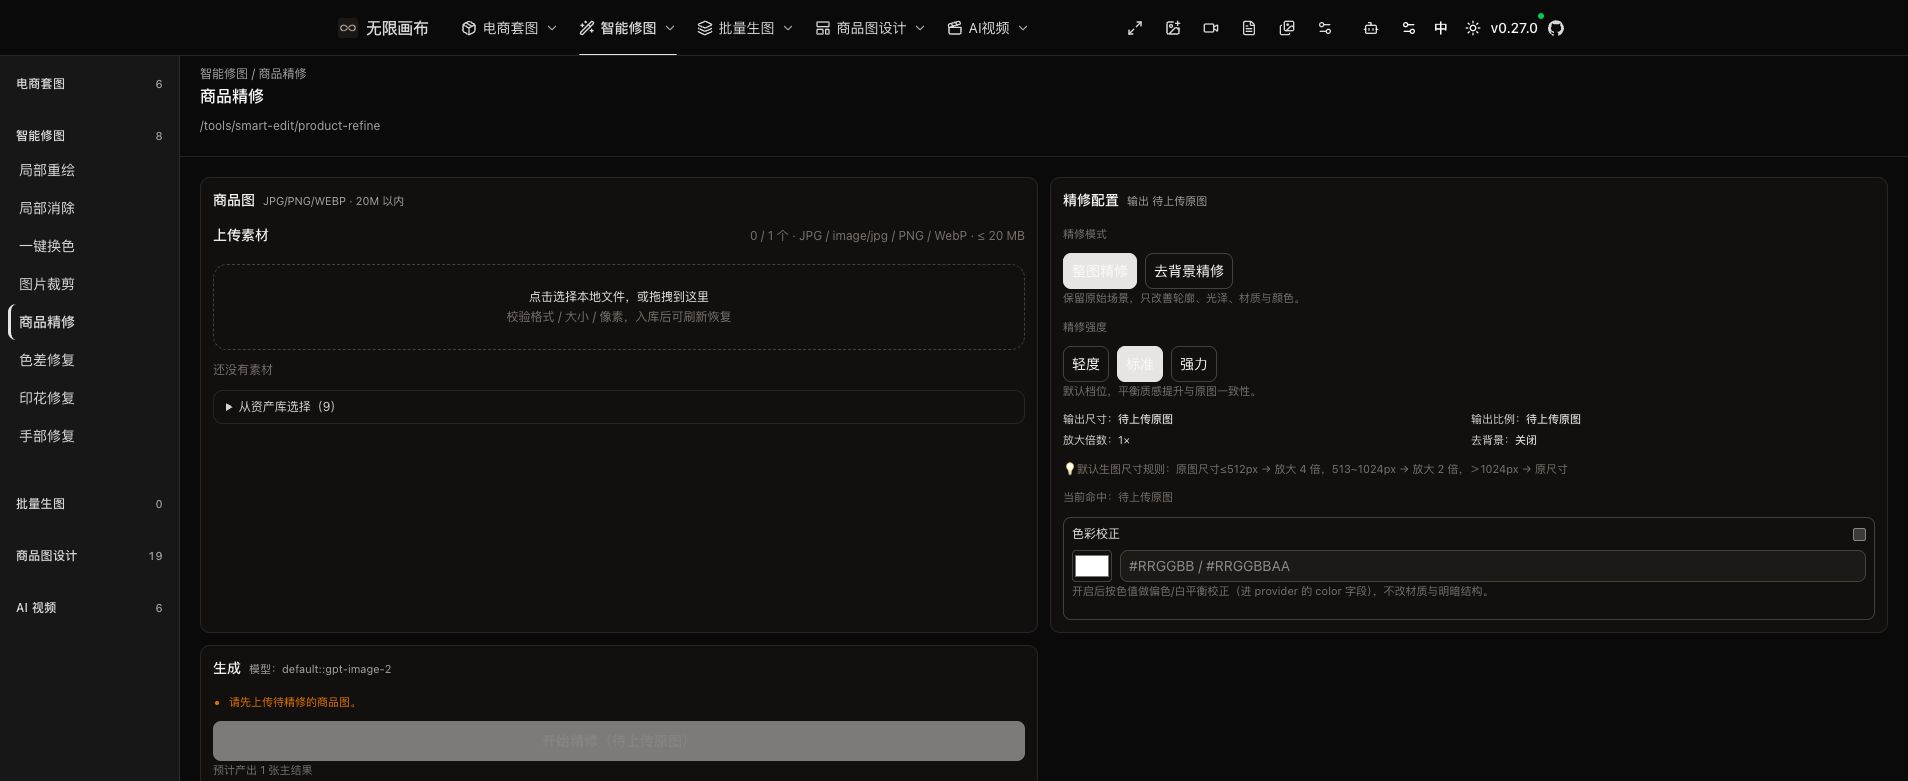 无限画布
电商套图
智能修图
批量生图
商品图设计
AI视频
中
v0.27.0
电商套图 6
智能修图 8
局部重绘
局部消除
一键换色
图片裁剪
商品精修
色差修复
印花修复
手部修复
批量生图 0
商品图设计 19
AI 视频 6
智能修图 / 商品精修
商品精修
/tools/smart-edit/product-refine
商品图 JPG/PNG/WEBP · 20M 以内
上传素材 0 / 1 个 · JPG / image/jpg / PNG / WebP · ≤ 20 MB
点击选择本地文件，或拖拽到这里
校验格式 / 大小 / 像素，入库后可刷新恢复
还没有素材
▶ 从资产库选择（9）
精修配置 输出 待上传原图
精修模式
整图精修 去背景精修
保留原始场景，只改善轮廓、光泽、材质与颜色。
精修强度
轻度 标准 强力
默认档位，平衡质感提升与原图一致性。
输出尺寸：待上传原图 输出比例：待上传原图
放大倍数：1× 去背景：关闭
💡默认生图尺寸规则：原图尺寸≤512px → 放大 4 倍，513~1024px → 放大 2 倍，＞1024px → 原尺寸
当前命中：待上传原图
色彩校正
#RRGGBB / #RRGGBBAA
开启后按色值做偏色/白平衡校正（进 provider 的 color 字段），不改材质与明暗结构。
生成 模型：default::gpt-image-2
• 请先上传待精修的商品图。
开始精修（待上传原图）
预计产出 1 张主结果